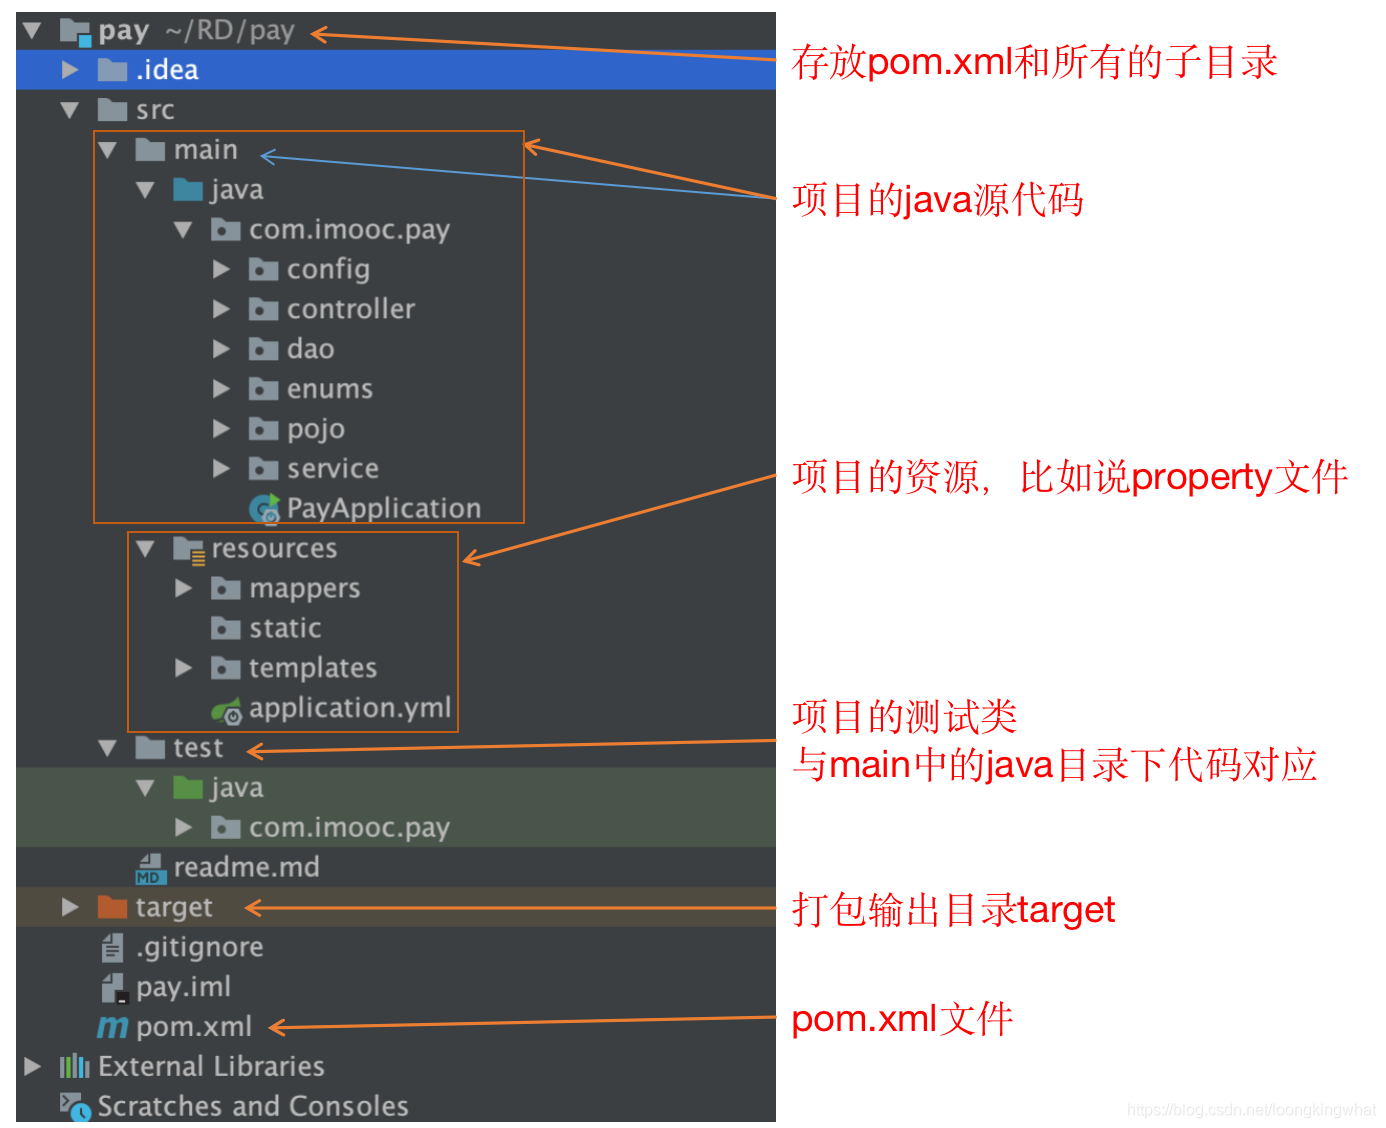 pay ~/RD/pay
存放pom.xml和所有的子目录
.idea
src
main
java
项目的java源代码
com.imooc.pay
config
controller
dao
enums
pojo
service
项目的资源，比如说property文件
PayApplication
resources
mappers
static
templates
application.yml
项目的测试类
与main中的java目录下代码对应
test
java
com.imooc.pay
readme.md
target
打包输出目录target
.gitignore
pay.iml
pom.xml
pom.xml文件
External Libraries
Scratches and Consoles
https://blog.csdn.net/loongkingwhat